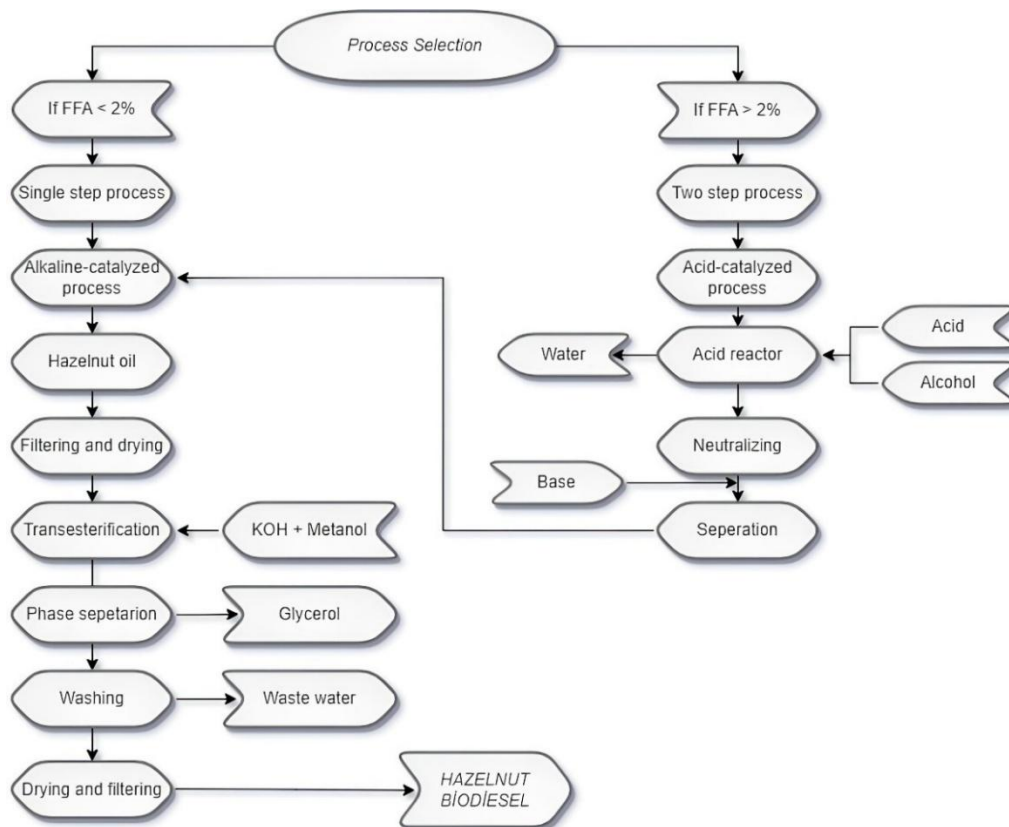 Process Selection
If FFA < 2%
If FFA > 2%
Single step process
Two step process
Alkaline-catalyzed
process
Acid-catalyzed
process
Hazelnut oil
Water
Acid reactor
Acid
Alcohol
Filtering and drying
Neutralizing
Base
Transesterification
KOH + Metanol
Seperation
Phase sepetarion
Glycerol
Washing
Waste water
Drying and filtering
HAZELNUT
BİODİESEL